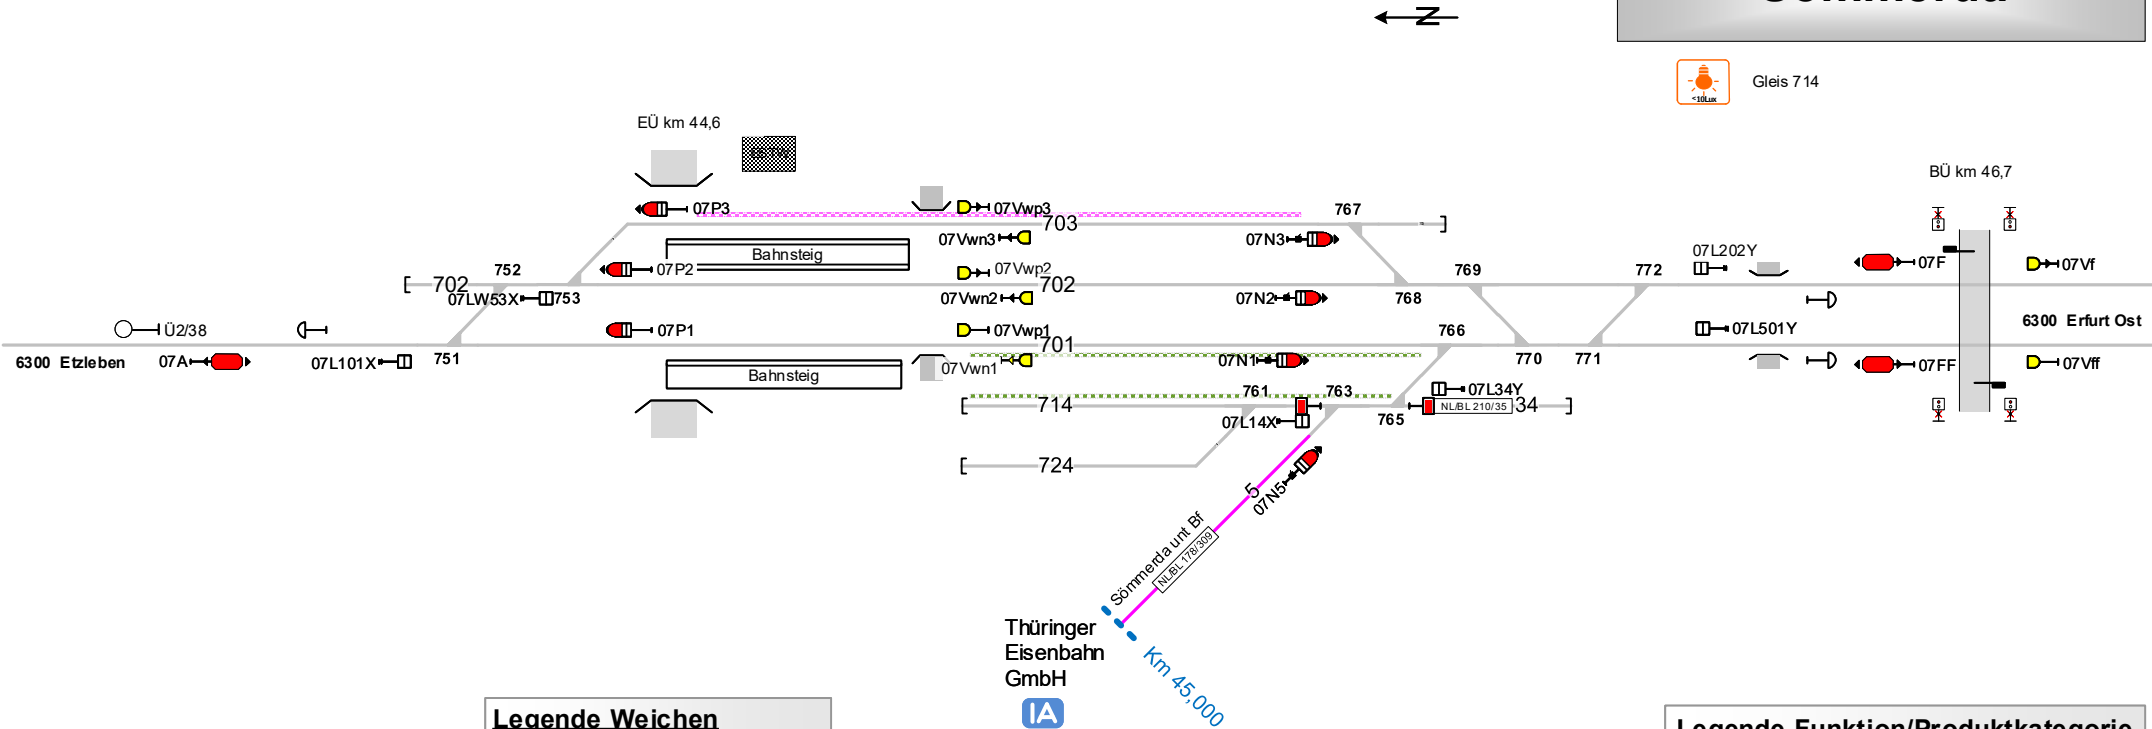 N
<10Lux
Gleis 714
EÜ km 44,6
BÜ km 46,7
07P3
07Vwp3
703
767
07Vwn3
07N3
Bahnsteig
07P2
07Vwp2
07L202Y
07F
07Vf
752
702
07LW53X
753
07Vwn2
702
07N2
768
769
772
Ü2/38
07P1
07Vwp1
766
07L501Y
6300 Erfurt Ost
701
6300 Etzleben
07A
07L101X
751
07Vwn1
07N1
770
771
07FF
07Vff
Bahnsteig
761
763
07L34Y
714
NL/BL 210/35
34
07L14X
765
724
5
07N5
Sömmerda unt Bf
NL/BL 178/309
Thüringer
Eisenbahn
GmbH
IA
Km 45,000
Legende Weichen
Legende Funktion/Produktkategorie